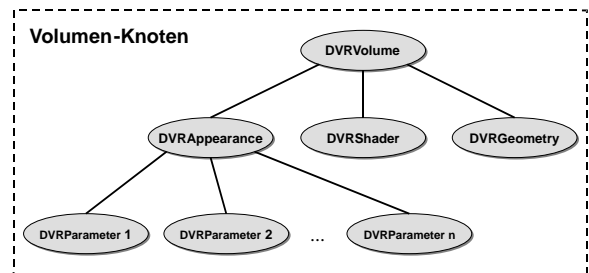 Volumen-Knoten
DVRVolume
DVRAppearance
DVRShader
DVRGeometry
DVRParameter 1
DVRParameter 2
...
DVRParameter n